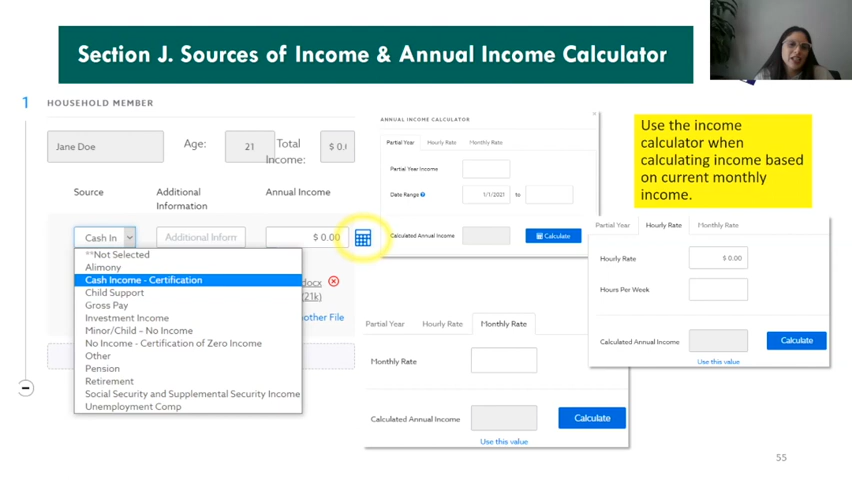 Section J. Sources of Income & Annual Income Calculator
1 HOUSEHOLD MEMBER
Jane Doe
Age:
21
Total
Income:
$ 0.
Source
Additional
Information
Annual Income
Cash In
Additional Inform
$ 0.00
**Not Selected
Alimony
Cash Income - Certification
Child Support
Gross Pay
Investment Income
Minor/Child – No Income
No Income - Certification of Zero Income
Other
Pension
Retirement
Social Security and Supplemental Security Income
Unemployment Comp
docx
(21k)
other File
ANNUAL INCOME CALCULATOR
Partial Year Hourly Rate Monthly Rate
Partial Year Income
Date Range
1/1/2021
to
Calculated Annual Income
Calculate
Use the income
calculator when
calculating income based
on current monthly
income.
Partial Year Hourly Rate Monthly Rate
Hourly Rate
$ 0.00
Hours Per Week
Calculated Annual Income
Calculate
Use this value
Partial Year Hourly Rate Monthly Rate
Monthly Rate
Calculated Annual Income
Calculate
Use this value
55